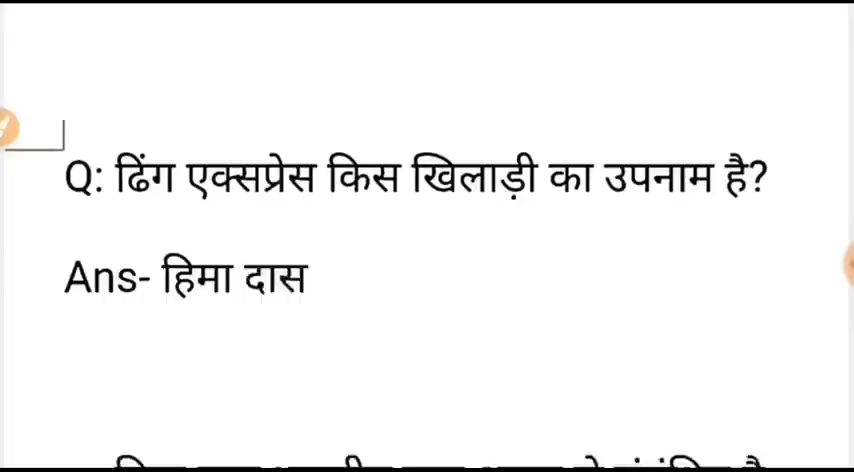 Q: ढिंग एक्सप्रेस किस खिलाड़ी का उपनाम है?
Ans- हिमा दास